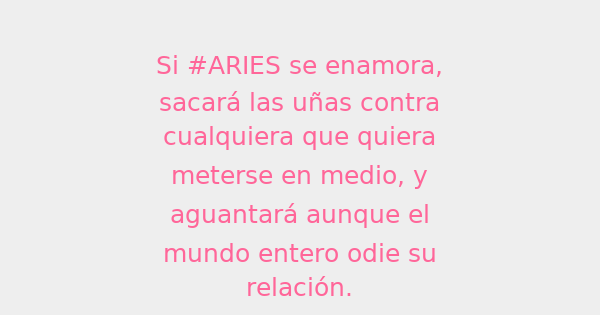 Si #ARIES se enamora,
sacará las uñas contra
cualquiera que quiera
meterse en medio, y
aguantará aunque el
mundo entero odie su
relación.